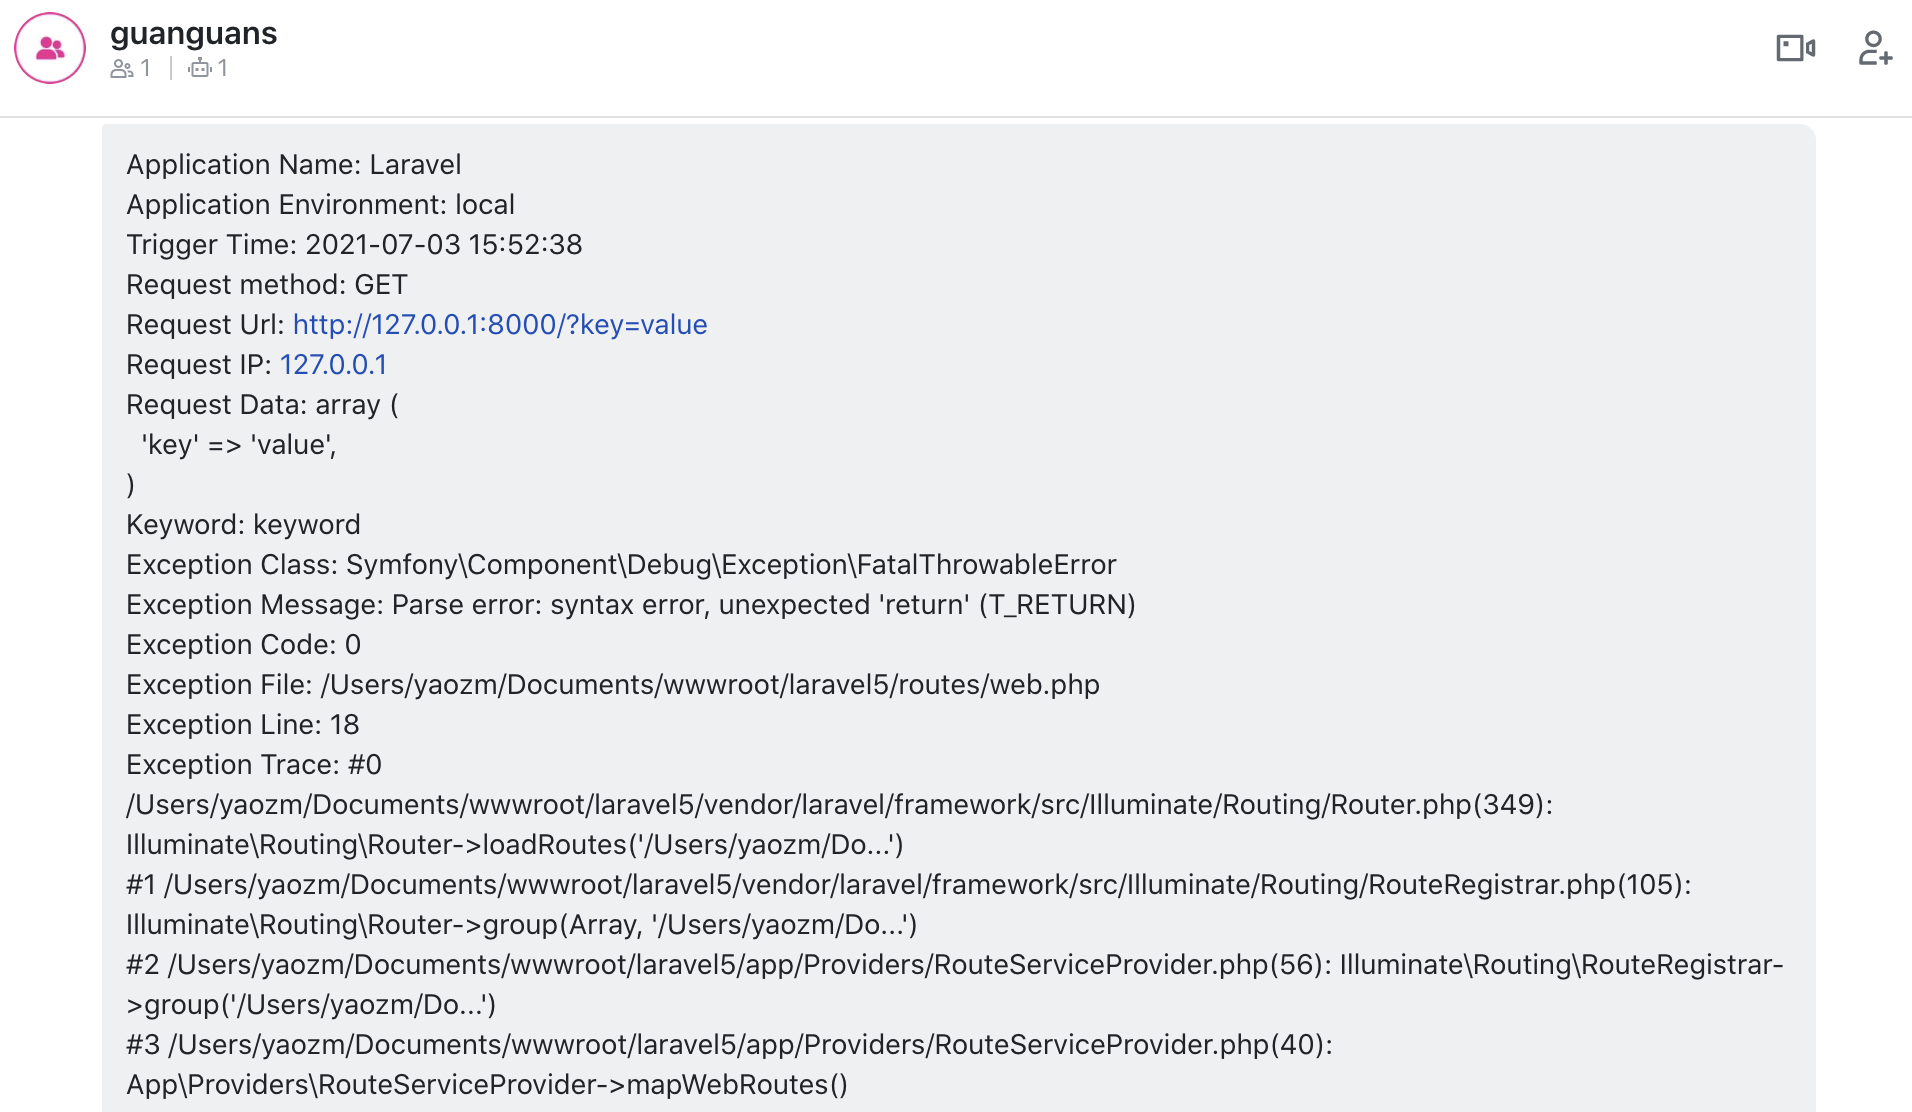 guanguans
1 1
Application Name: Laravel
Application Environment: local
Trigger Time: 2021-07-03 15:52:38
Request method: GET
Request Url: http://127.0.0.1:8000/?key=value
Request IP: 127.0.0.1
Request Data: array (
  'key' => 'value',
)
Keyword: keyword
Exception Class: Symfony\Component\Debug\Exception\FatalThrowableError
Exception Message: Parse error: syntax error, unexpected 'return' (T_RETURN)
Exception Code: 0
Exception File: /Users/yaozm/Documents/wwwroot/laravel5/routes/web.php
Exception Line: 18
Exception Trace: #0
/Users/yaozm/Documents/wwwroot/laravel5/vendor/laravel/framework/src/Illuminate/Routing/Router.php(349):
Illuminate\Routing\Router->loadRoutes('/Users/yaozm/Do...')
#1 /Users/yaozm/Documents/wwwroot/laravel5/vendor/laravel/framework/src/Illuminate/Routing/RouteRegistrar.php(105):
Illuminate\Routing\Router->group(Array, '/Users/yaozm/Do...')
#2 /Users/yaozm/Documents/wwwroot/laravel5/app/Providers/RouteServiceProvider.php(56): Illuminate\Routing\RouteRegistrar-
>group('/Users/yaozm/Do...')
#3 /Users/yaozm/Documents/wwwroot/laravel5/app/Providers/RouteServiceProvider.php(40):
App\Providers\RouteServiceProvider->mapWebRoutes()